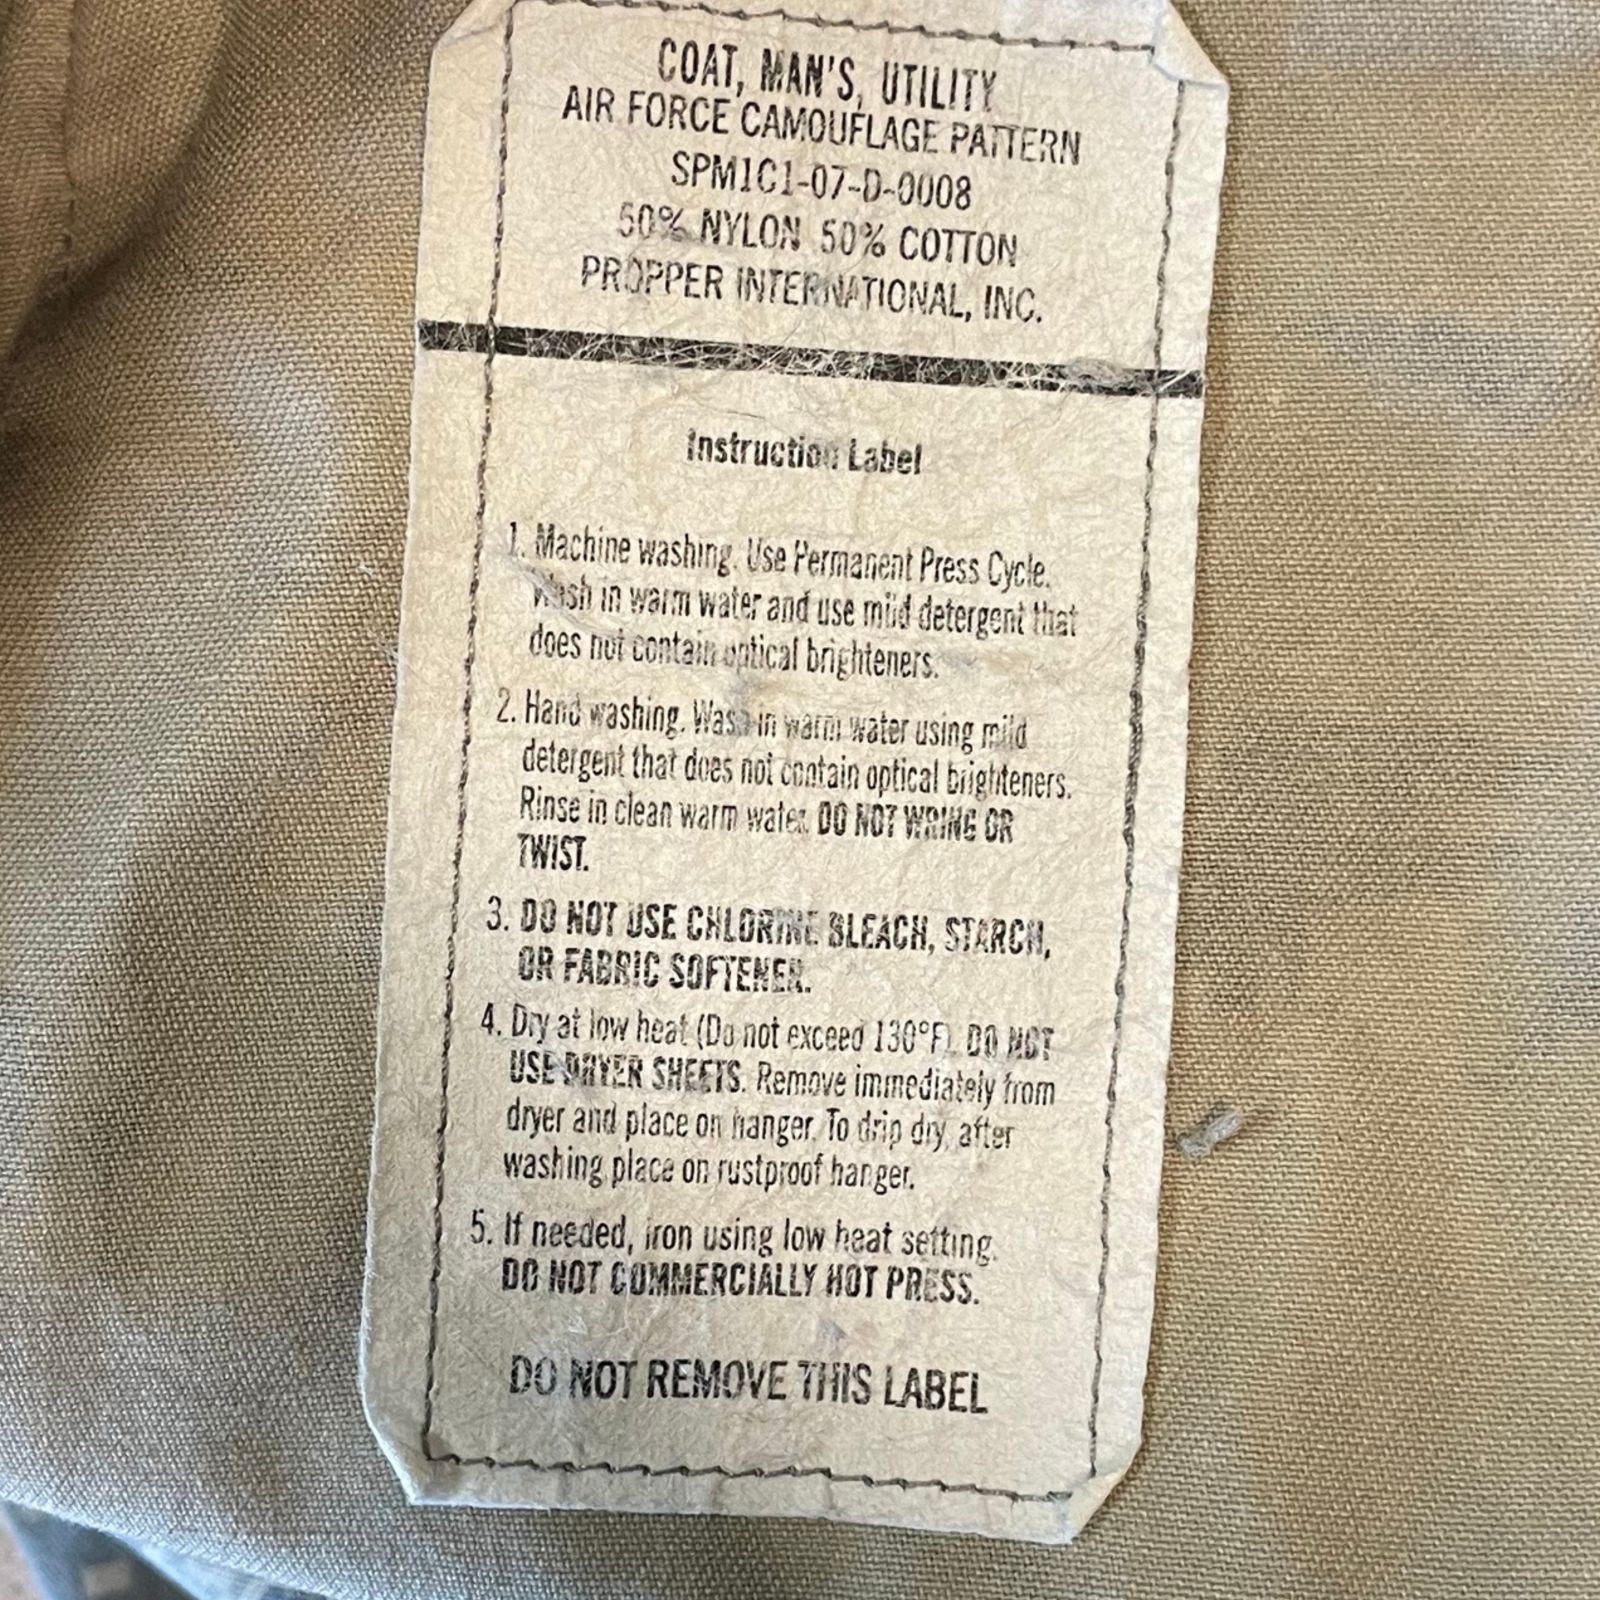 COAT, MAN'S, UTILITY
AIR FORCE CAMOUFLAGE PATTERN
SPM1C1-07-D-0008
50% NYLON 50% COTTON
PROPPER INTERNATIONAL, INC.
Instruction Label
1. Machine washing. Use Permanent Press Cycle.
Wash in warm water and use mild detergent that
does not contain optical brighteners.
2. Hand washing. Wash in warm water using mild
detergent that does not contain optical brighteners.
Rinse in clean warm water. DO NOT WRING OR
TWIST.
3. DO NOT USE CHLORINE BLEACH, STARCH,
OR FABRIC SOFTENER.
4. Dry at low heat (Do not exceed 130°F). DO NOT
USE DRYER SHEETS. Remove immediately from
dryer and place on hanger. To drip dry, after
washing place on rustproof hanger.
5. If needed, iron using low heat setting.
DO NOT COMMERCIALLY HOT PRESS.
DO NOT REMOVE THIS LABEL